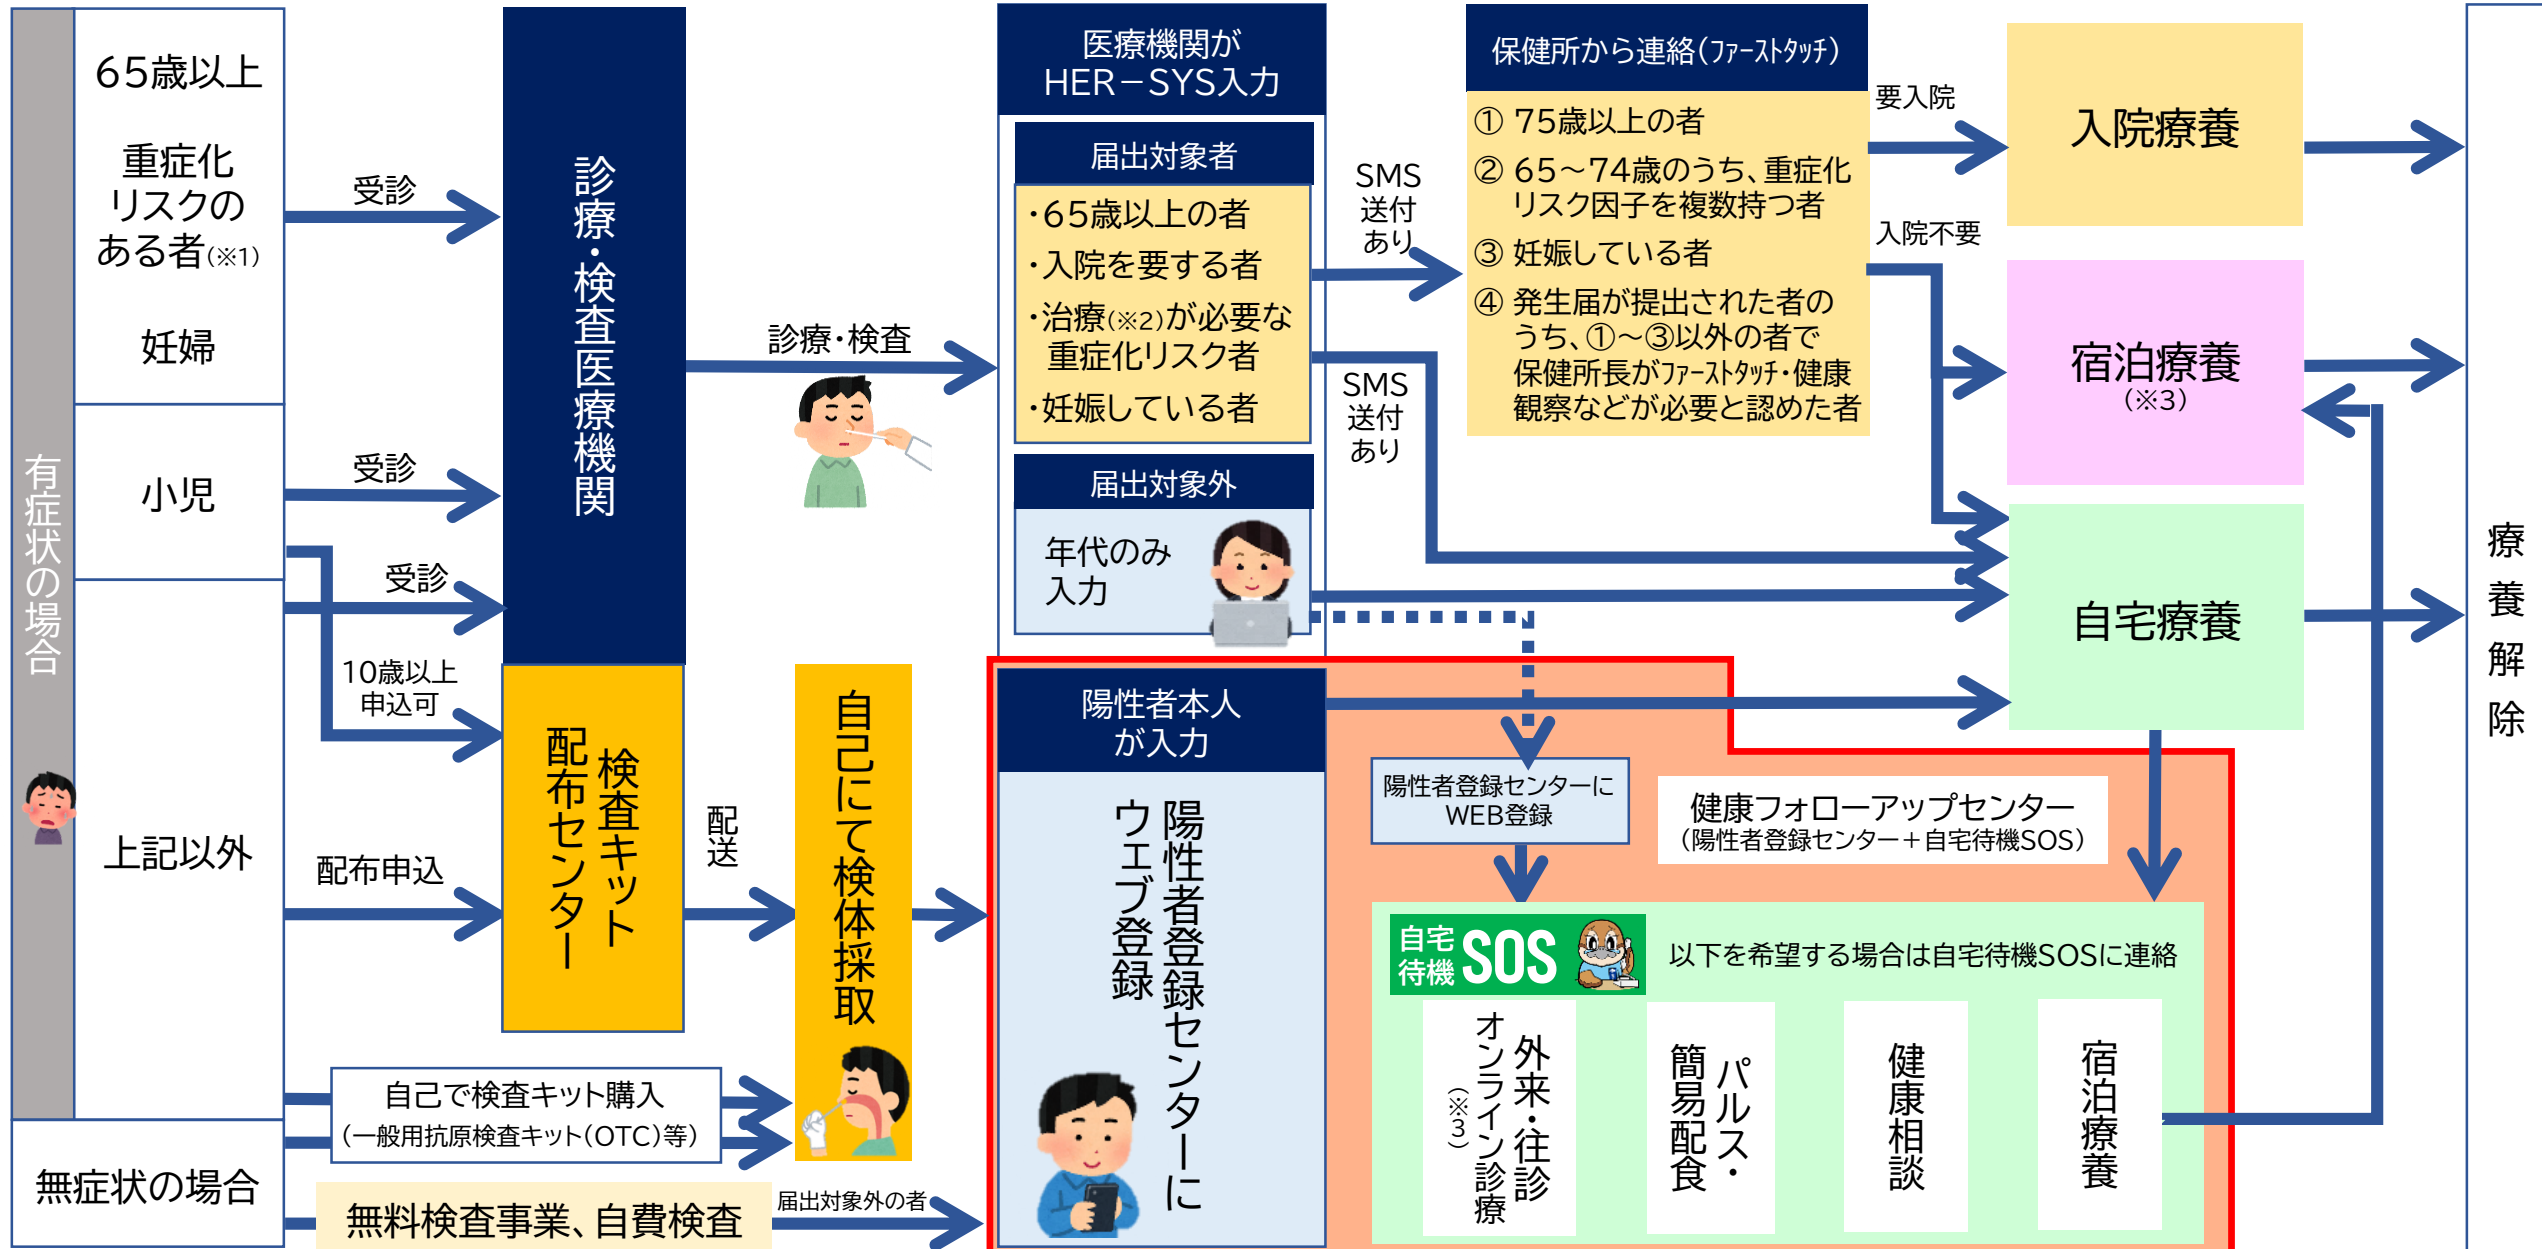 有症状の場合
65歳以上
重症化
リスクの
ある者(※1)
妊婦
小児
上記以外
無症状の場合
受診
受診
受診
10歳以上
申込可
配布申込
自己で検査キット購入
(一般用抗原検査キット(OTC)等)
無料検査事業、自費検査
届出対象外の者
診療・検査医療機関
検査キット
配布センター
配送
自己にて検体採取
診療・検査
医療機関が
HER-SYS入力
届出対象者
・65歳以上の者
・入院を要する者
・治療(※2)が必要な
重症化リスク者
・妊娠している者
届出対象外
年代のみ
入力
陽性者本人
が入力
陽性者登録センターに
ウェブ登録
SMS
送付
あり
SMS
送付
あり
保健所から連絡(ファーストタッチ)
① 75歳以上の者
② 65~74歳のうち、重症化
リスク因子を複数持つ者
③ 妊娠している者
④ 発生届が提出された者の
うち、①~③以外の者で
保健所長がファーストタッチ・健康
観察などが必要と認めた者
要入院
入院不要
入院療養
宿泊療養
(※3)
自宅療養
陽性者登録センターに
WEB登録
健康フォローアップセンター
(陽性者登録センター+自宅待機SOS)
自宅
待機
SOS
以下を希望する場合は自宅待機SOSに連絡
外来・往診
オンライン診療
(※3)
パルス・
簡易配食
健康相談
宿泊療養
療養解除